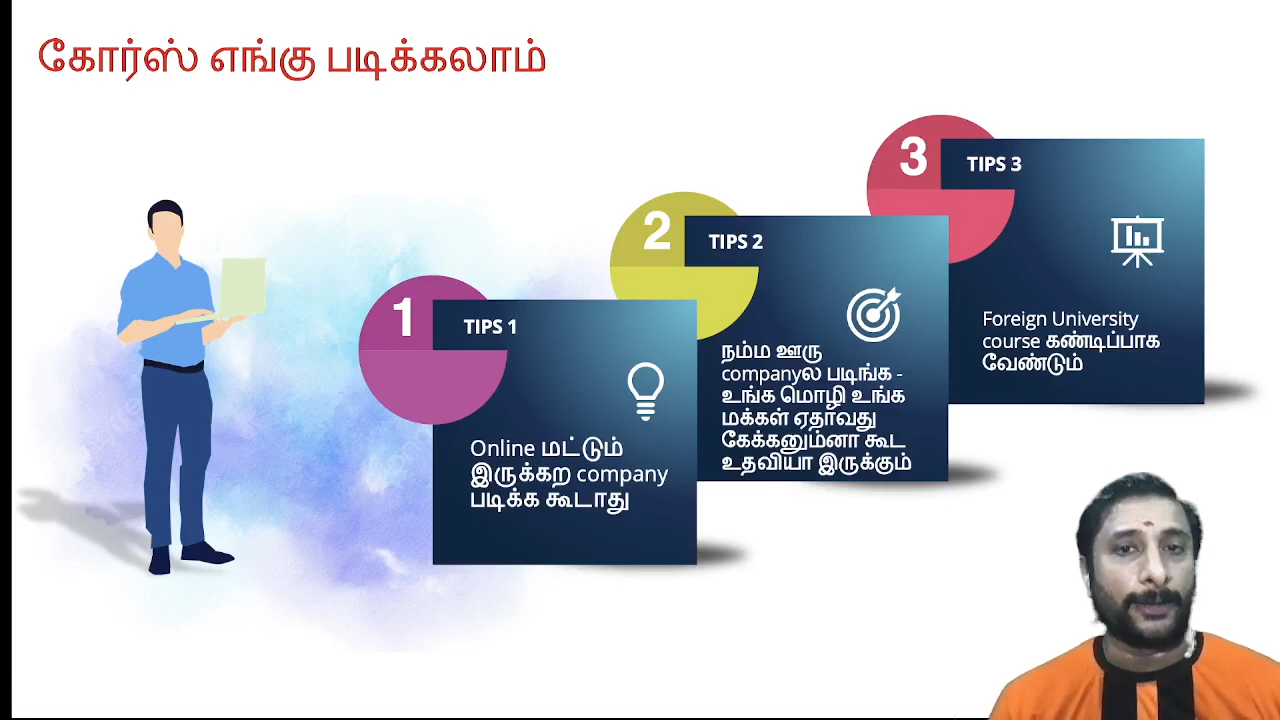 கோர்ஸ் எங்கு படிக்கலாம்
1
TIPS 1
Online மட்டும்
இருக்கற company
படிக்க கூடாது
2
TIPS 2
நம்ம ஊரு
companyல படிங்க -
உங்க மொழி உங்க
மக்கள் ஏதாவது
கேக்கனும்னா கூட
உதவியா இருக்கும்
3
TIPS 3
Foreign University
course கண்டிப்பாக
வேண்டும்